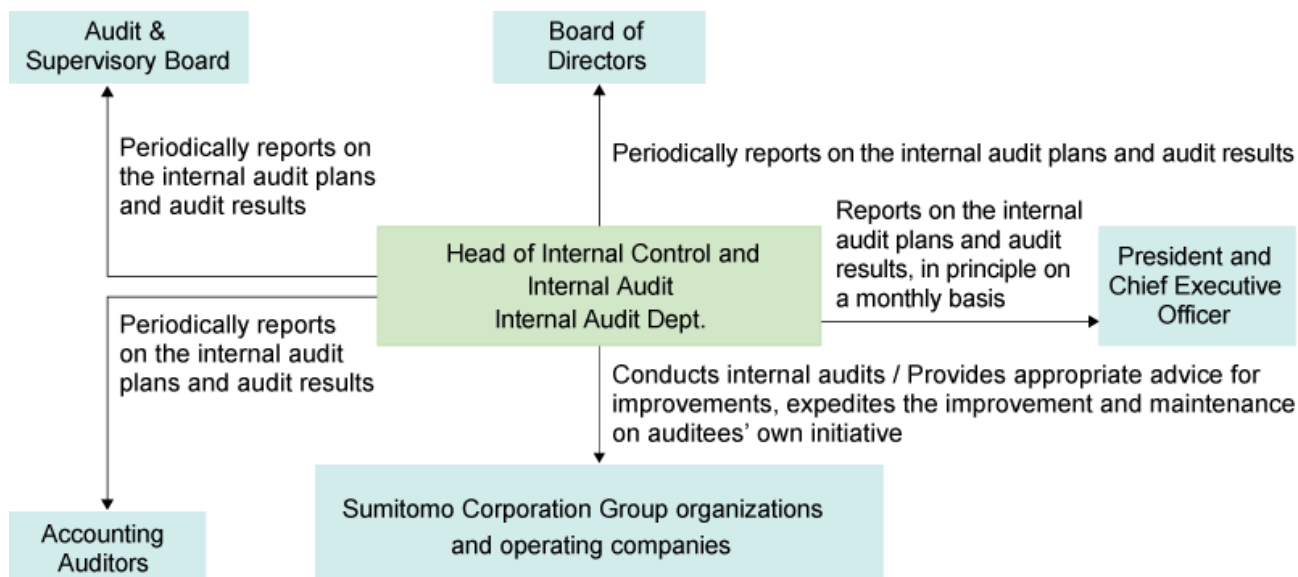 Audit &
Supervisory Board
Board of
Directors
Periodically reports on
the internal audit plans
and audit results
Periodically reports on the internal audit plans and audit results
Head of Internal Control and
Internal Audit
Internal Audit Dept.
Reports on the internal
audit plans and audit
results, in principle on
a monthly basis
President and
Chief Executive
Officer
Periodically reports
on the internal audit
plans and audit results
Conducts internal audits / Provides appropriate advice for
improvements, expedites the improvement and maintenance
on auditees’ own initiative
Accounting
Auditors
Sumitomo Corporation Group organizations
and operating companies